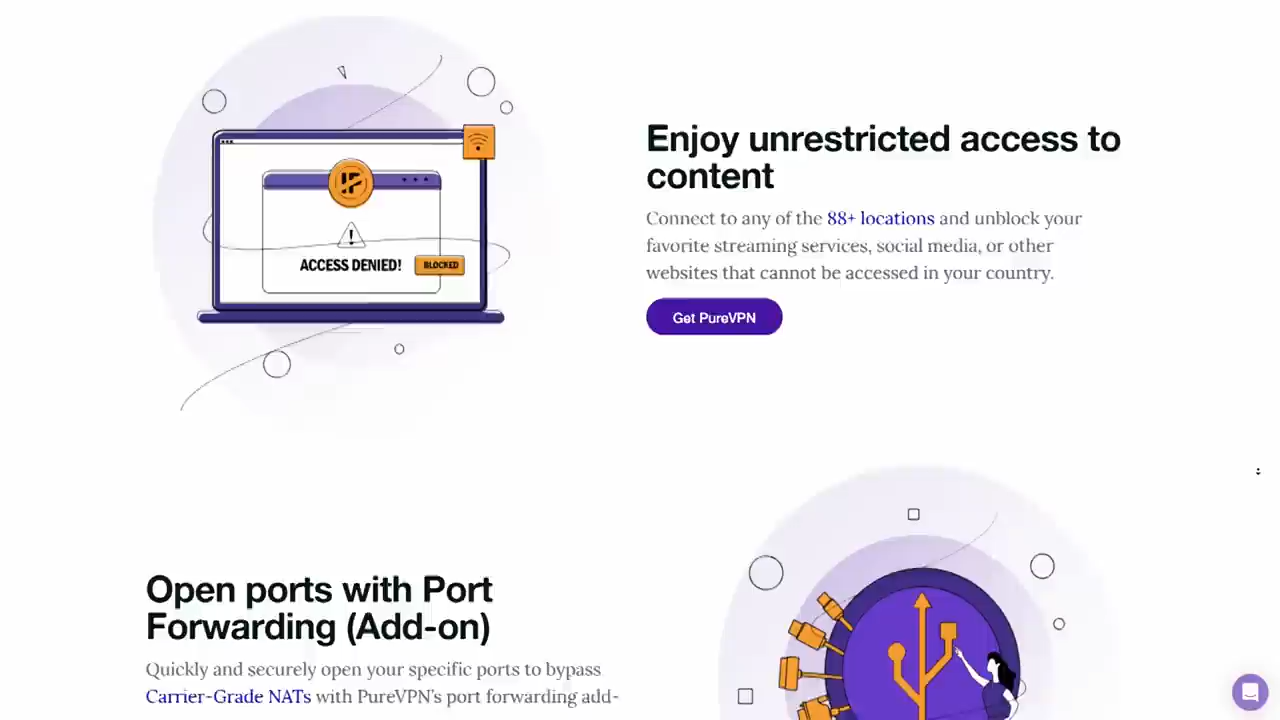 Enjoy unrestricted access to
content
Connect to any of the 88+ locations and unblock your
favorite streaming services, social media, or other
websites that cannot be accessed in your country.
Get PureVPN
IP
ACCESS DENIED!
BLOCKED
Open ports with Port
Forwarding (Add-on)
Quickly and securely open your specific ports to bypass
Carrier-Grade NATs with PureVPN's port forwarding add-